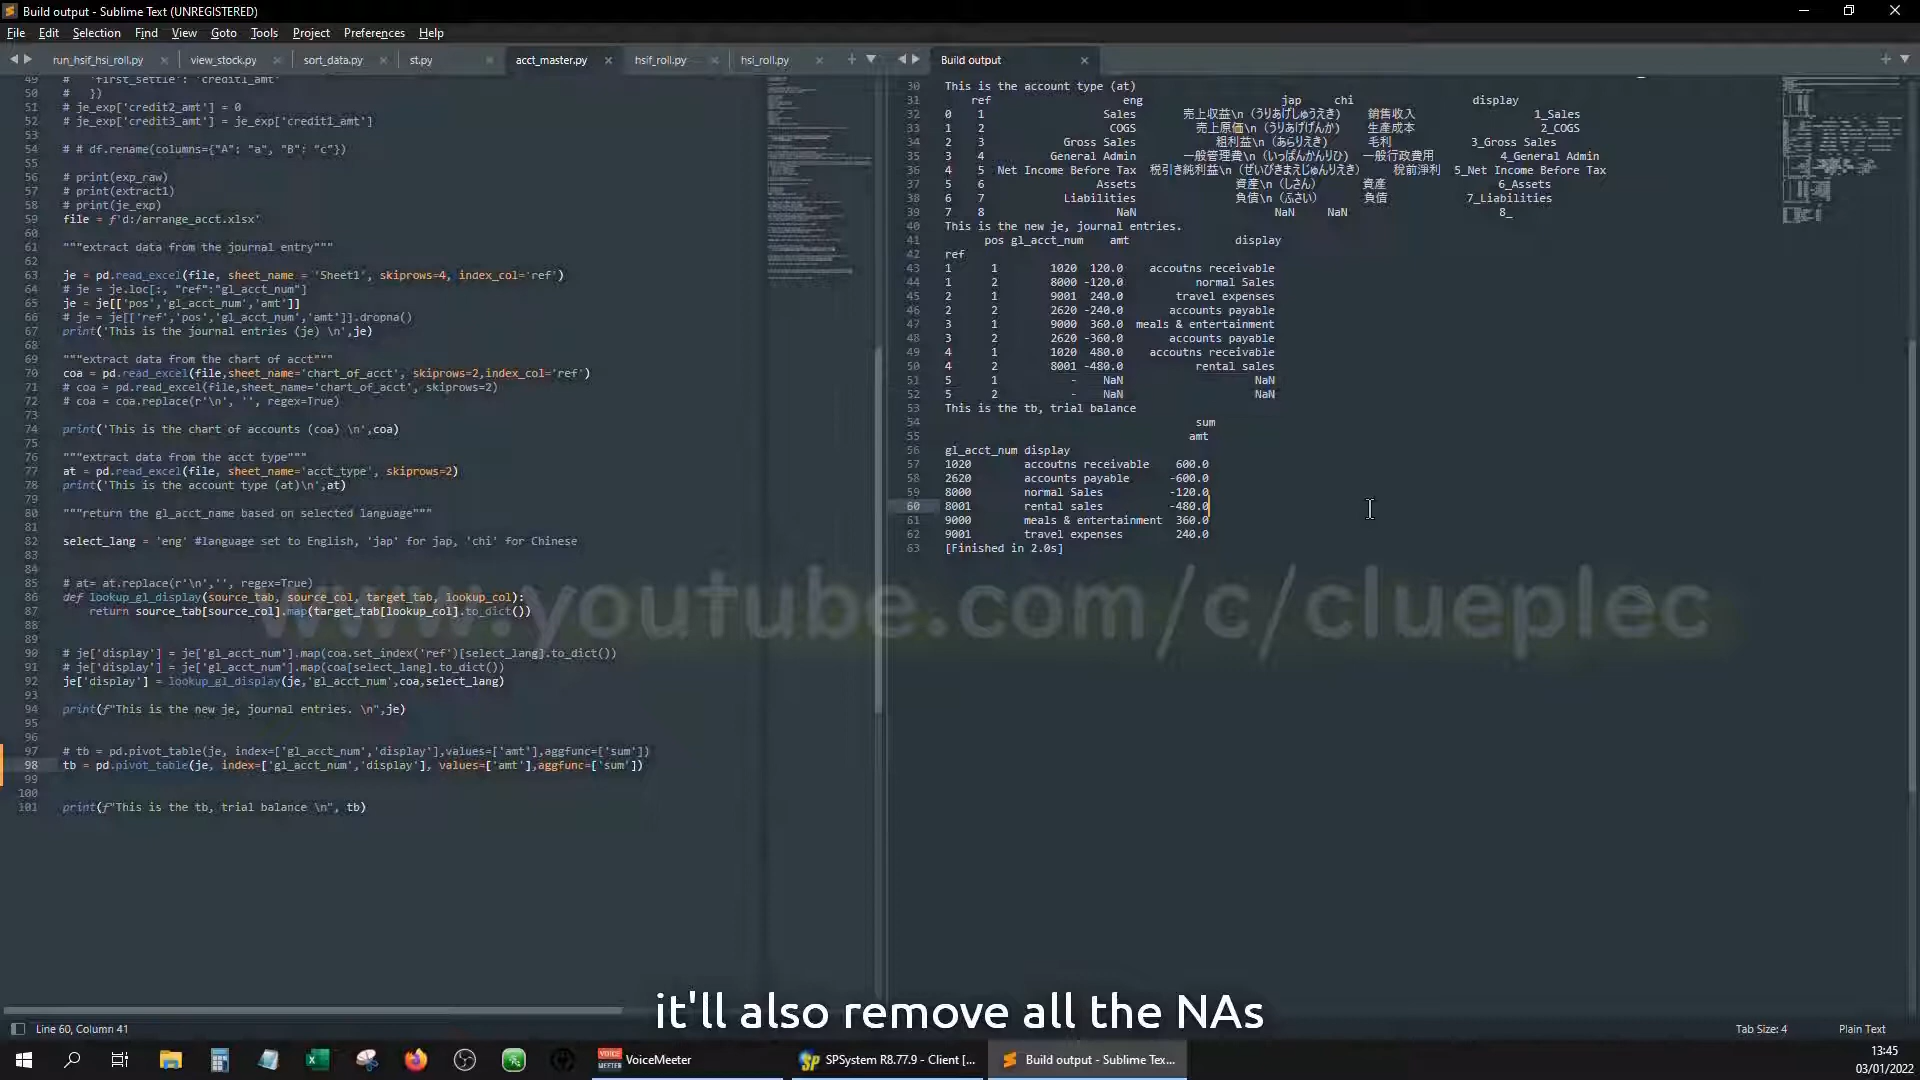 Build output - Sublime Text (UNREGISTERED)
File Edit Selection Find View Goto Tools Project Preferences Help
run_hsif_hsi_roll.py view_stock.py sort_data.py st.py acct_master.py hsif_roll.py hsi_roll.py
49 # 'first_settle': 'credit1_amt'
50 # })
51 # je_exp['credit2_amt'] = 0
52 # je_exp['credit3_amt'] = je_exp['credit1_amt']
53
54 # # df.rename(columns={"A": "a", "B": "c"})
55
56 # print(exp_raw)
57 # print(extract1)
58 # print(je_exp)
59 file = f'd:/arrange_acct.xlsx'
60
61 """extract data from the journal entry"""
62
63 je = pd.read_excel(file, sheet_name = 'Sheet1', skiprows=4, index_col='ref')
64 # je = je.loc[:, "ref":"gl_acct_num"]
65 je = je[['pos','gl_acct_num','amt']]
66 # je = je[['ref','pos','gl_acct_num','amt']].dropna()
67 print('This is the journal entries (je) \n',je)
68
69 """extract data from the chart of acct"""
70 coa = pd.read_excel(file,sheet_name='chart_of_acct', skiprows=2,index_col='ref')
71 # coa = pd.read_excel(file,sheet_name='chart_of_acct', skiprows=2)
72 # coa = coa.replace(r'\n', '', regex=True)
73
74 print('This is the chart of accounts (coa) \n',coa)
75
76 """extract data from the acct type"""
77 at = pd.read_excel(file, sheet_name='acct_type', skiprows=2)
78 print('This is the account type (at)\n',at)
79
80 """return the gl_acct_name based on selected language"""
81
82 select_lang = 'eng' #language set to English, 'jap' for jap, 'chi' for Chinese
83
84
85 # at= at.replace(r'\n','', regex=True)
86 def lookup_gl_display(source_tab, source_col, target_tab, lookup_col):
87 return source_tab[source_col].map(target_tab[lookup_col].to_dict())
88
89
90 # je['display'] = je['gl_acct_num'].map(coa.set_index('ref')[select_lang].to_dict())
91 # je['display'] = je['gl_acct_num'].map(coa[select_lang].to_dict())
92 je['display'] = lookup_gl_display(je,'gl_acct_num',coa,select_lang)
93
94 print(f"This is the new je, journal entries. \n",je)
95
96
97 # tb = pd.pivot_table(je, index=['gl_acct_num','display'],values=['amt'],aggfunc=['sum'])
98 tb = pd.pivot_table(je, index=['gl_acct_num','display'], values=['amt'],aggfunc=['sum'])
99
100
101 print(f"This is the tb, trial balance \n", tb)
Build output
30 This is the account type (at)
31 ref eng jap chi display
32 0 1 Sales 売上収益\n（うりあげしゅうえき） 銷售收入 1_Sales
33 1 2 COGS 売上原価\n（うりあげげんか） 生產成本 2_COGS
34 2 3 Gross Sales 粗利益\n（あらりえき） 毛利 3_Gross Sales
35 3 4 General Admin 一般管理費\n（いっぱんかんりひ） 一般行政費用 4_General Admin
36 4 5 Net Income Before Tax 税引き純利益\n（ぜいびきまえじゅんりえき） 稅前淨利 5_Net Income Before Tax
37 5 6 Assets 資産\n（しさん） 資產 6_Assets
38 6 7 Liabilities 負債\n（ふさい） 負債 7_Liabilities
39 7 8 NaN NaN NaN 8_
40 This is the new je, journal entries.
41 pos gl_acct_num amt display
42 ref
43 1 1 1020 120.0 accoutns receivable
44 1 2 8000 -120.0 normal Sales
45 2 1 9001 240.0 travel expenses
46 2 2 2620 -240.0 accounts payable
47 3 1 9000 360.0 meals & entertainment
48 3 2 2620 -360.0 accounts payable
49 4 1 1020 480.0 accoutns receivable
50 4 2 8001 -480.0 rental sales
51 5 1 - NaN NaN
52 5 2 - NaN NaN
53 This is the tb, trial balance
54 sum
55 amt
56 gl_acct_num display
57 1020 accoutns receivable 600.0
58 2620 accounts payable -600.0
59 8000 normal Sales -120.0
60 8001 rental sales -480.0
61 9000 meals & entertainment 360.0
62 9001 travel expenses 240.0
63 [Finished in 2.0s]
www.youtube.com/c/clueplec
it'll also remove all the NAs
Line 60, Column 41 Tab Size: 4 Plain Text
VoiceMeeter SPSystem R8.77.9 - Client [... Build output - Sublime Tex...
13:45
03/01/2022